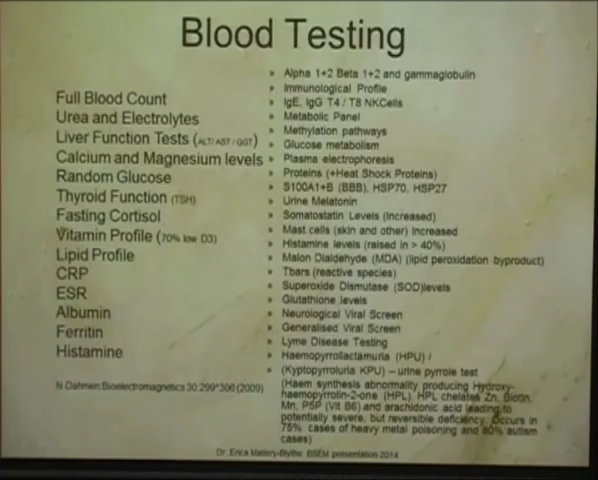 Blood Testing
Full Blood Count
Urea and Electrolytes
Liver Function Tests (ALT/ AST / GGT)
Calcium and Magnesium levels
Random Glucose
Thyroid Function (TSH)
Fasting Cortisol
Vitamin Profile (70% low D3)
Lipid Profile
CRP
ESR
Albumin
Ferritin
Histamine
N Dahmen Bioelectromagnetics 30:299*306 (2009)
» Alpha 1+2 Beta 1+2 and gammaglobulin
» Immunological Profile
» IgE, IgG T4 / T8 NKCells
» Metabolic Panel
» Methylation pathways
» Glucose metabolism
» Plasma electrophoresis
» Proteins (+Heat Shock Proteins)
» S100A1+B (BBB), HSP70, HSP27
» Urine Melatonin
» Somatostatin Levels (Increased)
» Mast cells (skin and other) Increased
» Histamine levels (raised in > 40%)
» Malon Dialdehyde (MDA) (lipid peroxidation byproduct)
» Tbars (reactive species)
» Superoxide Dismutase (SOD)levels
» Glutathione levels
» Neurological Viral Screen
» Generalised Viral Screen
» Lyme Disease Testing
» Haemopyrrollactamuria (HPU) /
» (Kyptopyrroluria KPU) – urine pyrrole test
(Haem synthesis abnormality producing Hydroxy-
haemopyrrolin-2-one (HPL). HPL chelates Zn, Biotin,
Mn, P5P (Vit B6) and arachidonic acid leading to
potentially severe, but reversible deficiency. Occurs in
75% cases of heavy metal poisoning and 80% autism
cases)
Dr. Erica Mallery-Blythe. BSEM presentation 2014